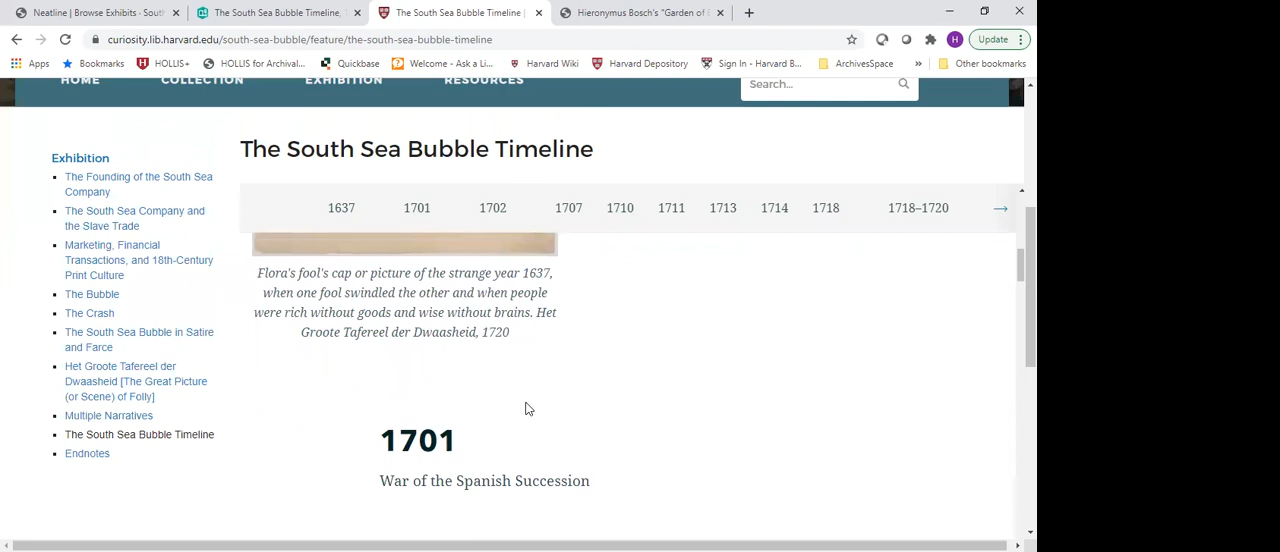 Neatline | Browse Exhibits - South
The South Sea Bubble Timeline,
The South Sea Bubble Timeline |
Hieronymus Bosch's "Garden of
curiosity.lib.harvard.edu/south-sea-bubble/feature/the-south-sea-bubble-timeline
H
Update
Apps
Bookmarks
HOLLIS+
HOLLIS for Archival...
Quickbase
Welcome - Ask a Li...
Harvard Wiki
Harvard Depository
Sign In - Harvard B...
ArchivesSpace
»
Other bookmarks
HOME
COLLECTION
EXHIBITION
RESOURCES
Search...
The South Sea Bubble Timeline
Exhibition
The Founding of the South Sea
Company
The South Sea Company and
the Slave Trade
Marketing, Financial
Transactions, and 18th-Century
Print Culture
The Bubble
The Crash
The South Sea Bubble in Satire
and Farce
Het Groote Tafereel der
Dwaasheid [The Great Picture
(or Scene) of Folly]
Multiple Narratives
The South Sea Bubble Timeline
Endnotes
1637 1701 1702 1707 1710 1711 1713 1714 1718 1718–1720 →
Flora's fool's cap or picture of the strange year 1637,
when one fool swindled the other and when people
were rich without goods and wise without brains. Het
Groote Tafereel der Dwaasheid, 1720
1701
War of the Spanish Succession